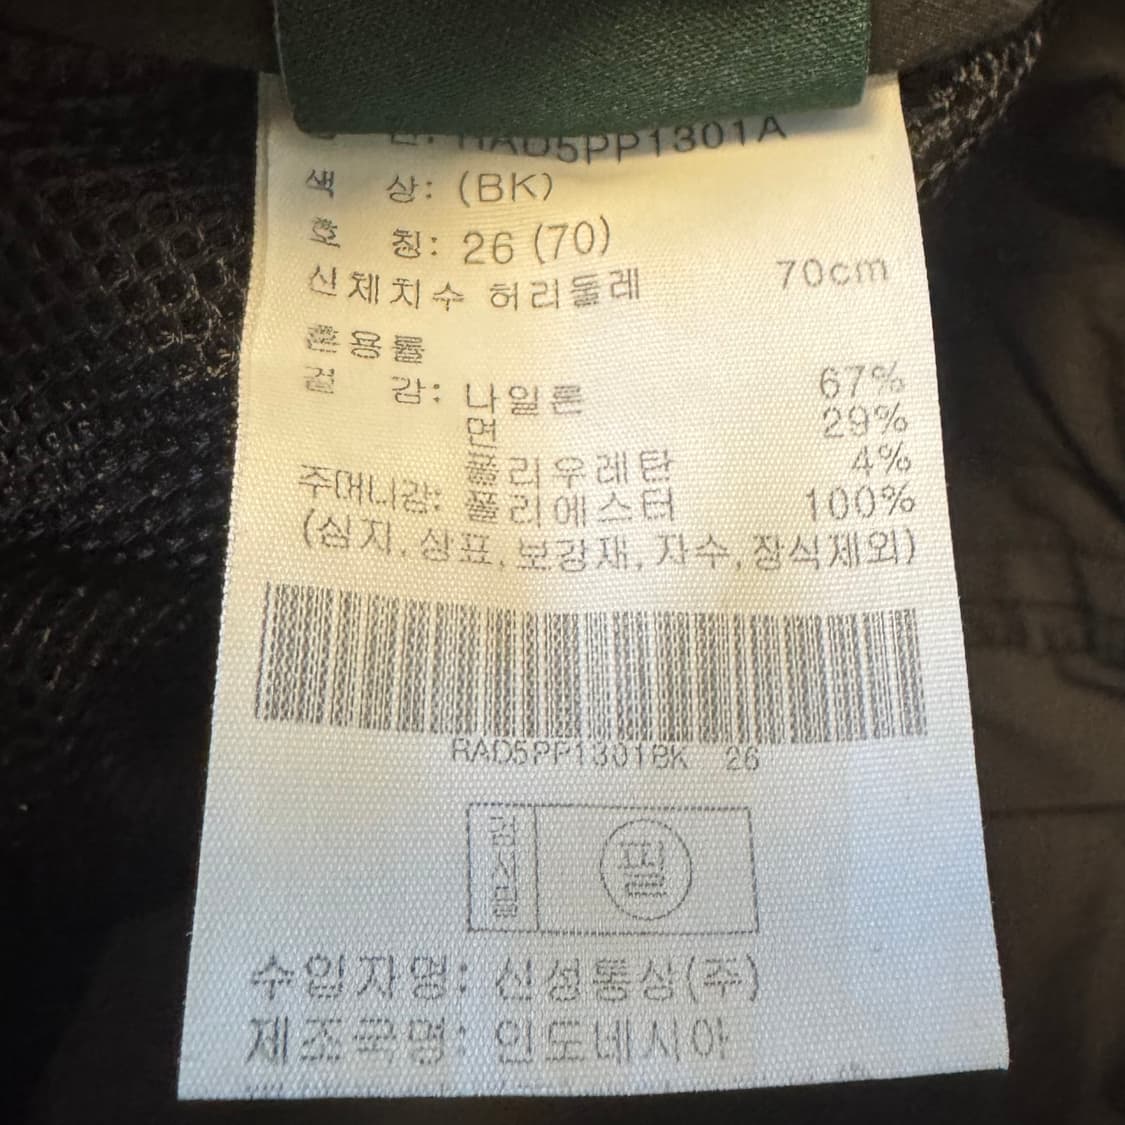 RAD5PP1301A
색 상: (BK)
호 칭: 26 (70)
신체치수 허리둘레 70cm
혼용률
겉 감: 나일론 67%
면 29%
폴리우레탄 4%
주머니감: 폴리에스터 100%
(심지,상표,보강재,자수,장식제외)
RAD5PP1301BK 26
검사필
필
수입자명: 신성통상(주)
제조국명: 인도네시아